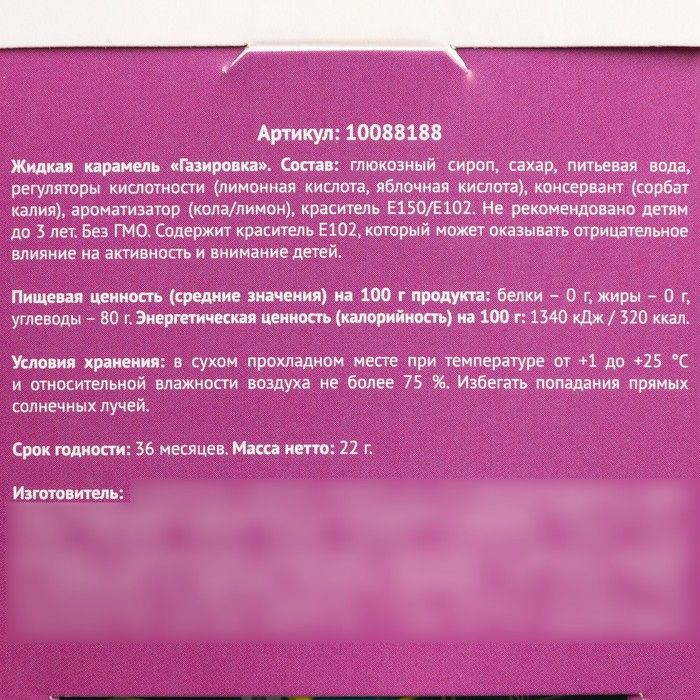 Артикул: 10088188
Жидкая карамель «Газировка». Состав: глюкозный сироп, сахар, питьевая вода,
регуляторы кислотности (лимонная кислота, яблочная кислота), консервант (сорбат
калия), ароматизатор (кола/лимон), краситель Е150/Е102. Не рекомендовано детям
до 3 лет. Без ГМО. Содержит краситель Е102, который может оказывать отрицательное
влияние на активность и внимание детей.
Пищевая ценность (средние значения) на 100 г продукта: белки – 0 г, жиры – 0 г,
углеводы – 80 г. Энергетическая ценность (калорийность) на 100 г: 1340 кДж / 320 ккал.
Условия хранения: в сухом прохладном месте при температуре от +1 до +25 °С
и относительной влажности воздуха не более 75 %. Избегать попадания прямых
солнечных лучей.
Срок годности: 36 месяцев. Масса нетто: 22 г.
Изготовитель: